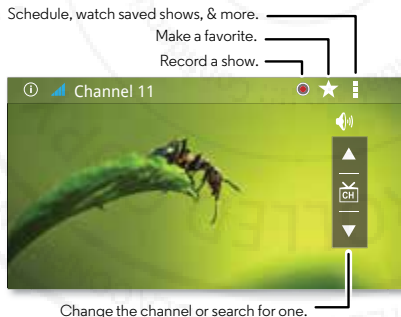 Schedule, watch saved shows, & more.
Make a favorite.
Record a show.
Channel 11
CH
Change the channel or search for one.